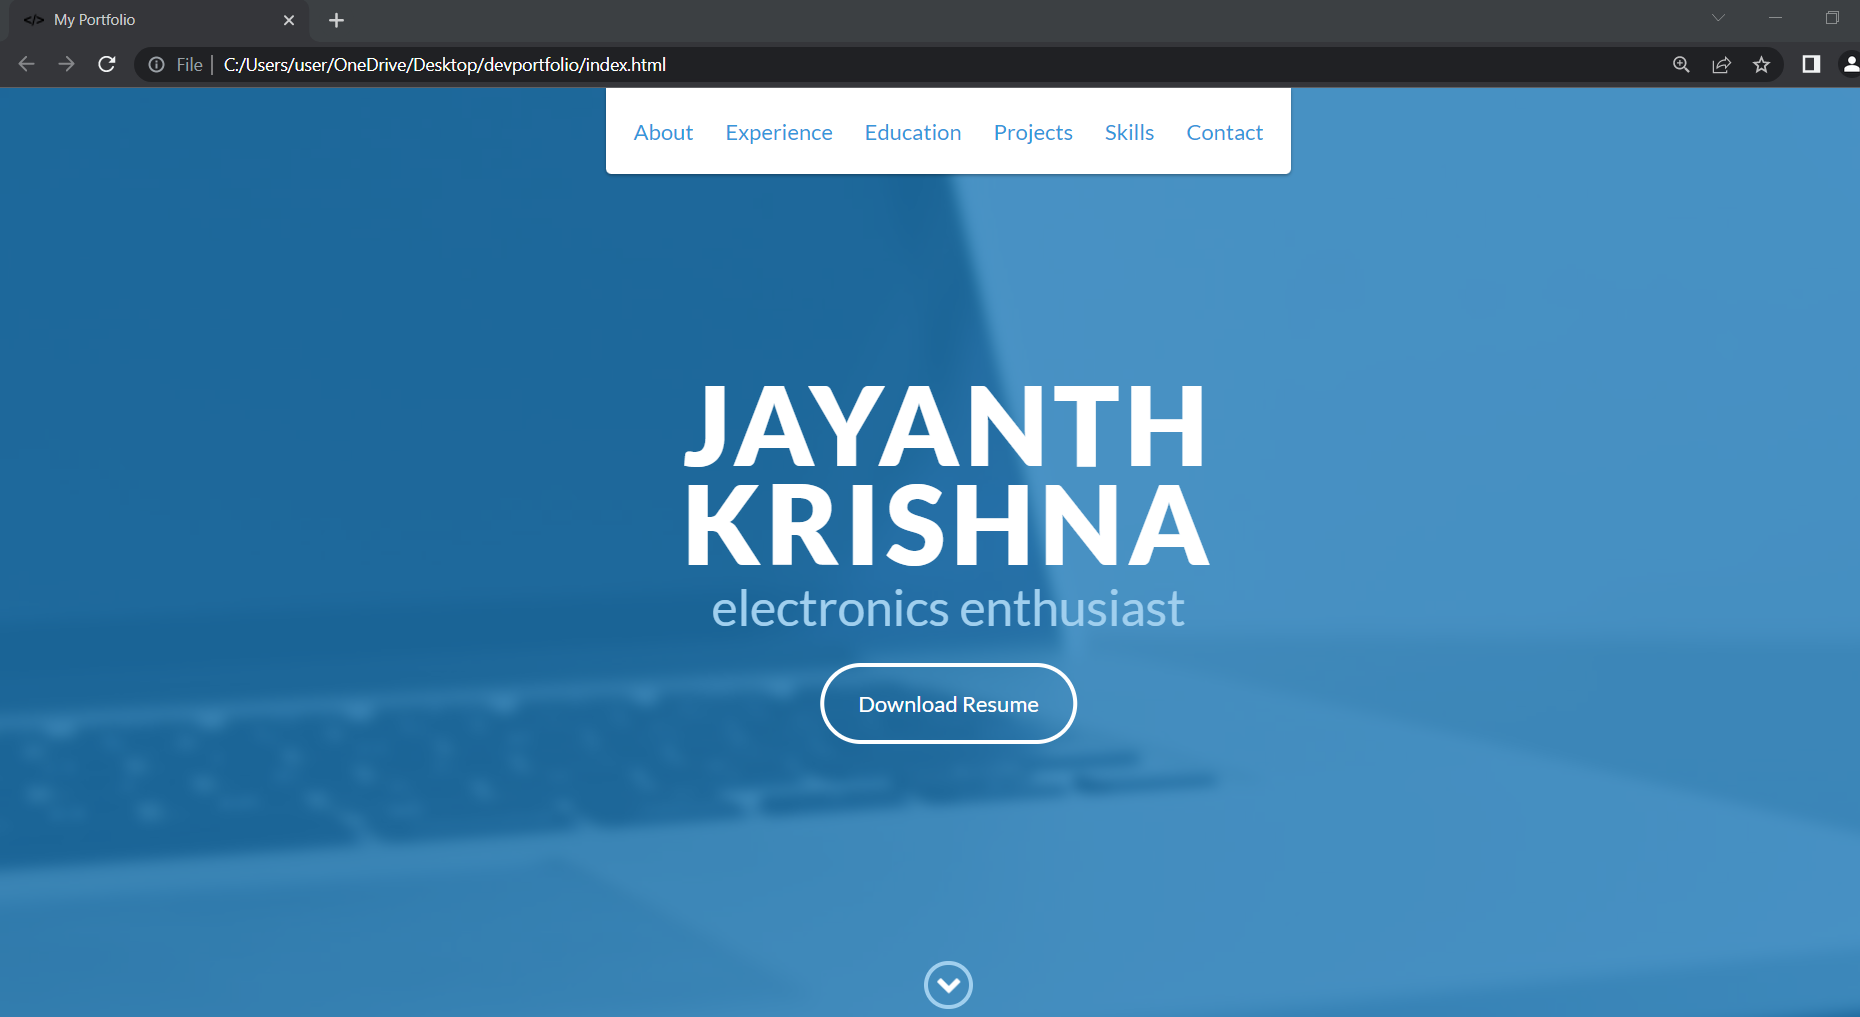 </> My Portfolio
File | C:/Users/user/OneDrive/Desktop/devportfolio/index.html
About Experience Education Projects Skills Contact
JAYANTH
KRISHNA
electronics enthusiast
Download Resume